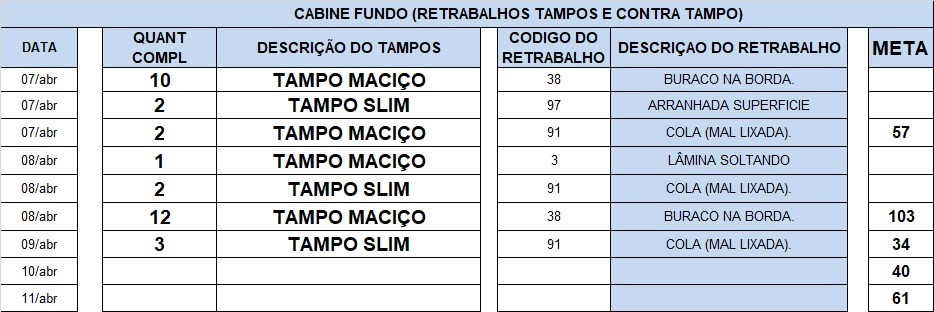 CABINE FUNDO (RETRABALHOS TAMPOS E CONTRA TAMPO)
DATA QUANT COMPL DESCRIÇÃO DO TAMPOS CODIGO DO RETRABALHO DESCRIÇAO DO RETRABALHO META
07/abr 10 TAMPO MACIÇO 38 BURACO NA BORDA.
07/abr 2 TAMPO SLIM 97 ARRANHADA SUPERFICIE
07/abr 2 TAMPO MACIÇO 91 COLA (MAL LIXADA). 57
08/abr 1 TAMPO MACIÇO 3 LÂMINA SOLTANDO
08/abr 2 TAMPO SLIM 91 COLA (MAL LIXADA).
08/abr 12 TAMPO MACIÇO 38 BURACO NA BORDA. 103
09/abr 3 TAMPO SLIM 91 COLA (MAL LIXADA). 34
10/abr 40
11/abr 61